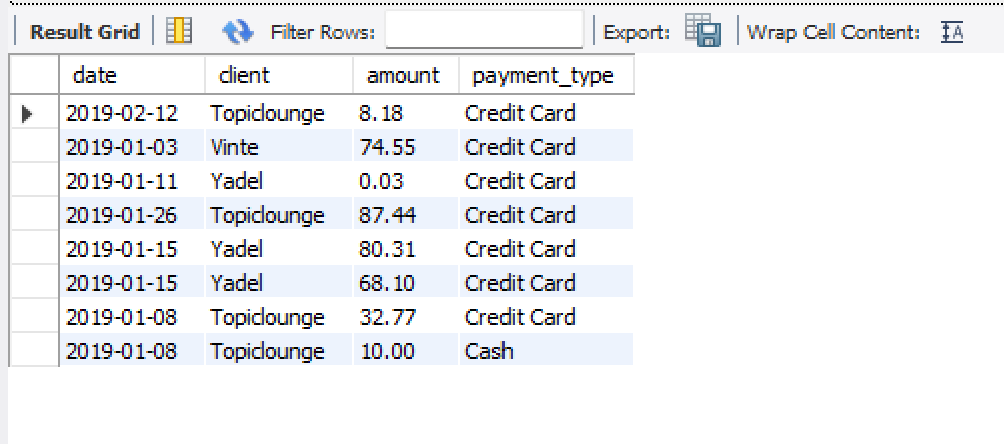 Result Grid Filter Rows: Export: Wrap Cell Content: IA
date client amount payment_type
2019-02-12 Topiclounge 8.18 Credit Card
2019-01-03 Vinte 74.55 Credit Card
2019-01-11 Yadel 0.03 Credit Card
2019-01-26 Topiclounge 87.44 Credit Card
2019-01-15 Yadel 80.31 Credit Card
2019-01-15 Yadel 68.10 Credit Card
2019-01-08 Topiclounge 32.77 Credit Card
2019-01-08 Topiclounge 10.00 Cash